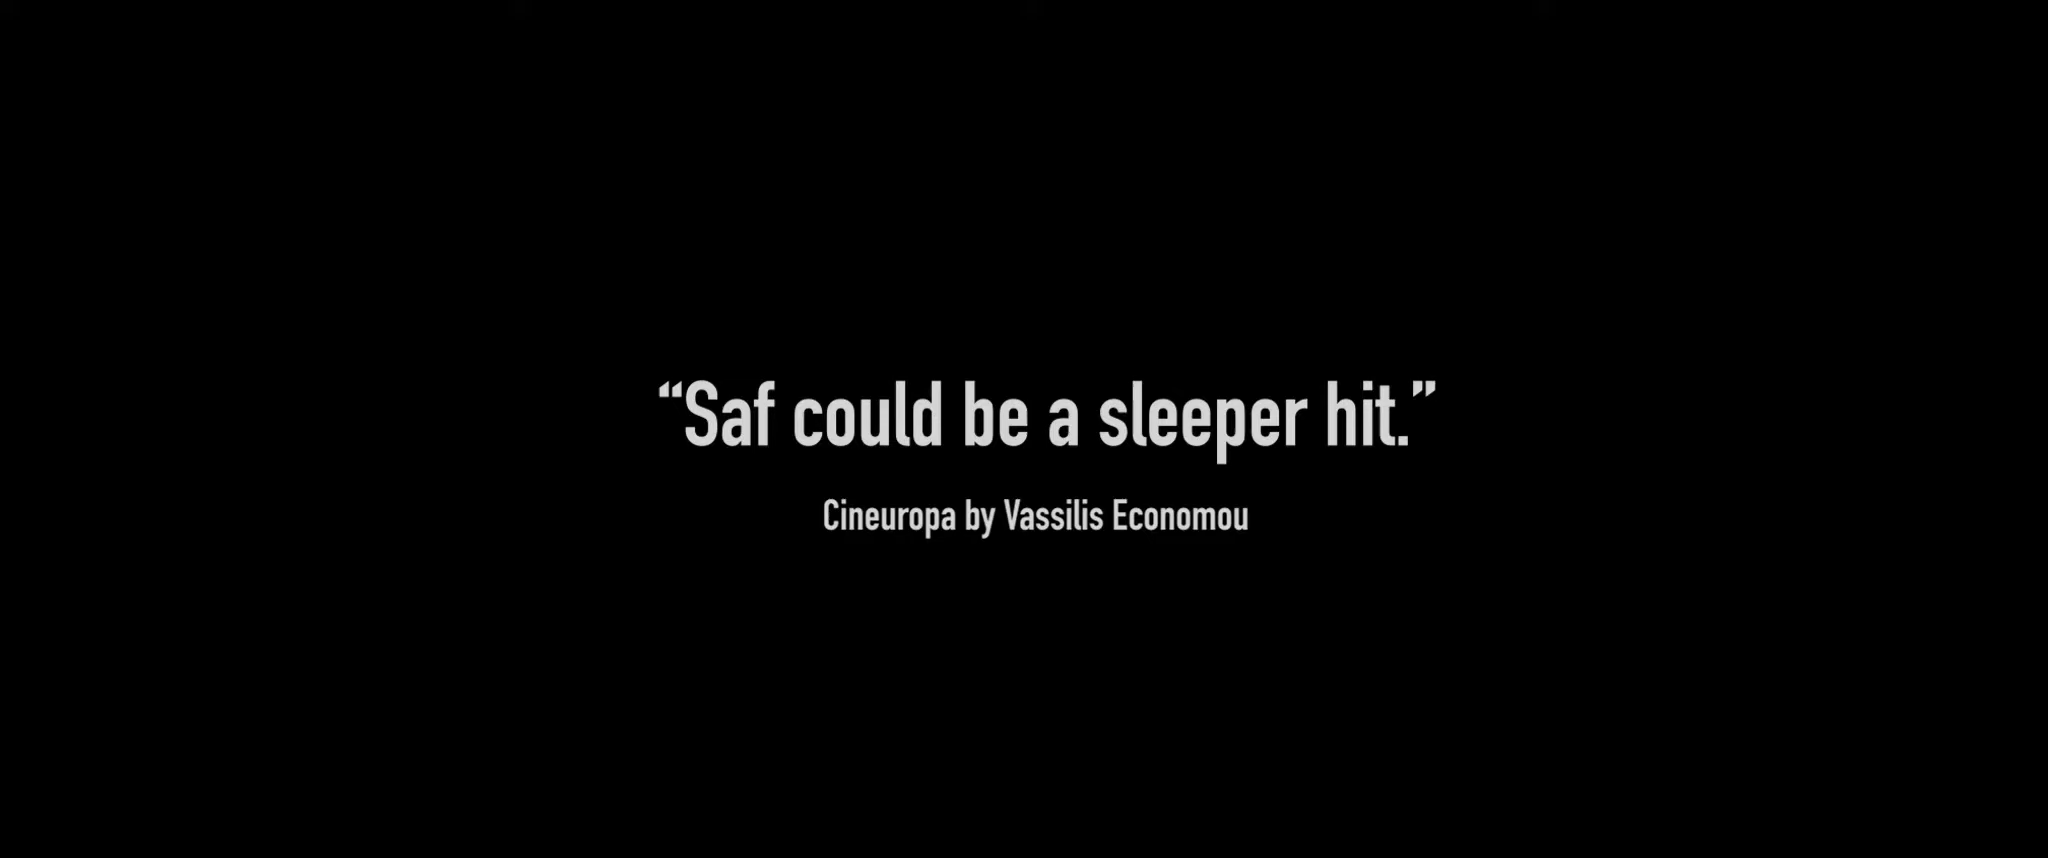 “Saf could be a sleeper hit.”
Cineuropa by Vassilis Economou